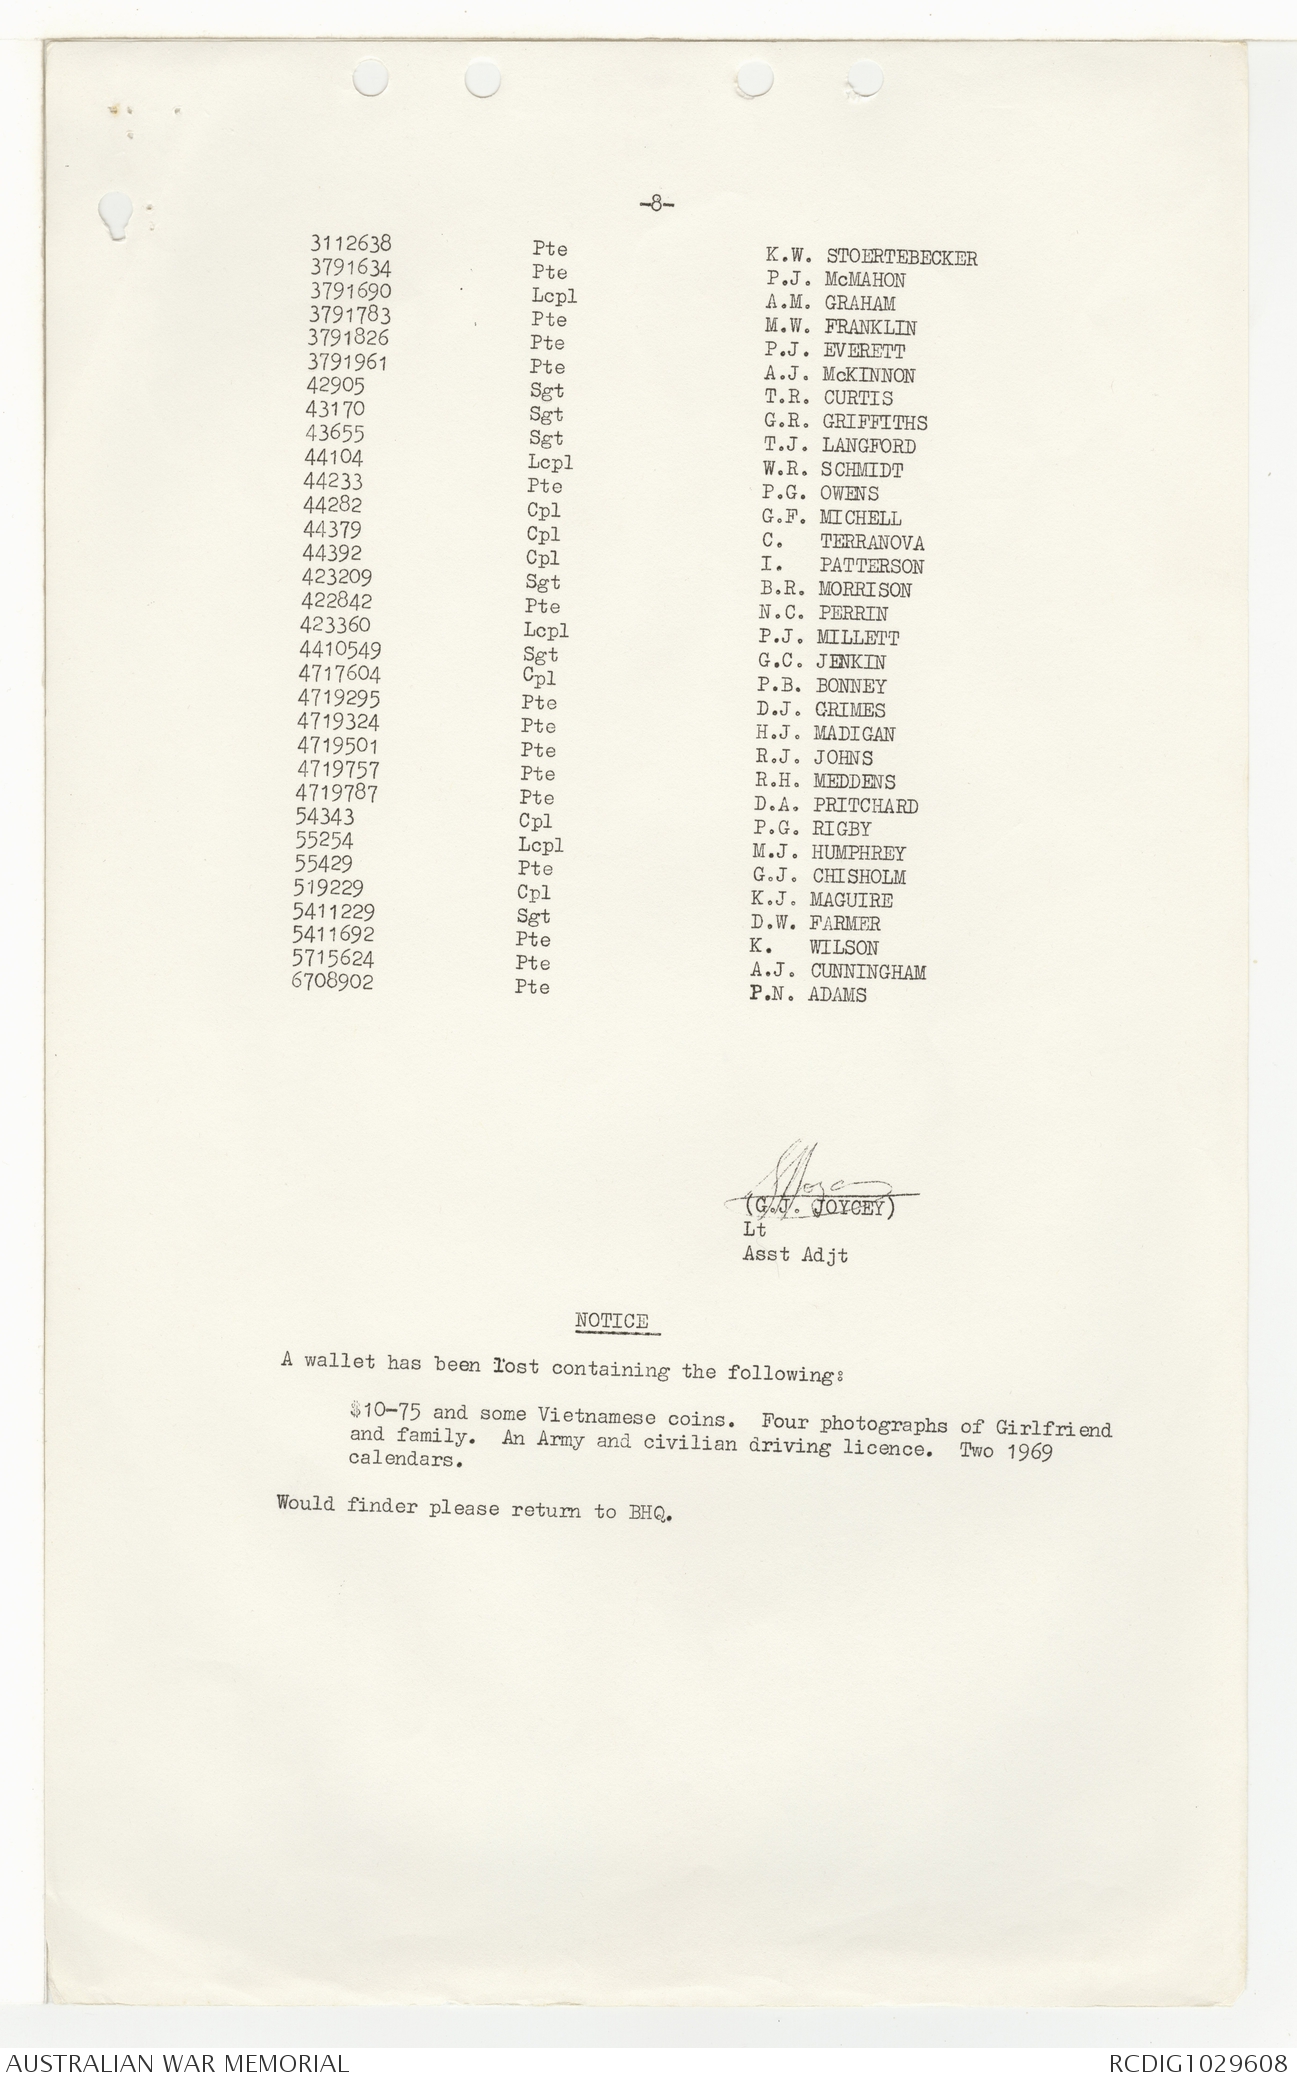 -8-
3112638 Pte K.W. STOERTEBECKER
3791634 Pte P.J. McMAHON
3791690 Lcpl A.M. GRAHAM
3791783 Pte M.W. FRANKLIN
3791826 Pte P.J. EVERETT
3791961 Pte A.J. McKINNON
42905 Sgt T.R. CURTIS
43170 Sgt G.R. GRIFFITHS
43655 Sgt T.J. LANGFORD
44104 Lcpl W.R. SCHMIDT
44233 Pte P.G. OWENS
44282 Cpl G.F. MICHELL
44379 Cpl C. TERRANOVA
44392 Cpl I. PATTERSON
423209 Sgt B.R. MORRISON
422842 Pte N.C. PERRIN
423360 Lcpl P.J. MILLETT
4410549 Sgt G.C. JENKIN
4717604 Cpl P.B. BONNEY
4719295 Pte D.J. GRIMES
4719324 Pte H.J. MADIGAN
4719501 Pte R.J. JOHNS
4719757 Pte R.H. MEDDENS
4719787 Pte D.A. PRITCHARD
54343 Cpl P.G. RIGBY
55254 Lcpl M.J. HUMPHREY
55429 Pte G.J. CHISHOLM
519229 Cpl K.J. MAGUIRE
5411229 Sgt D.W. FARMER
5411692 Pte K. WILSON
5715624 Pte A.J. CUNNINGHAM
6708902 Pte P.N. ADAMS
(G.J. JOYCEY)
Lt
Asst Adjt
NOTICE
A wallet has been lost containing the following:
$10-75 and some Vietnamese coins. Four photographs of Girlfriend
and family. An Army and civilian driving licence. Two 1969
calendars.
Would finder please return to BHQ.
AUSTRALIAN WAR MEMORIAL RCDIG1029608